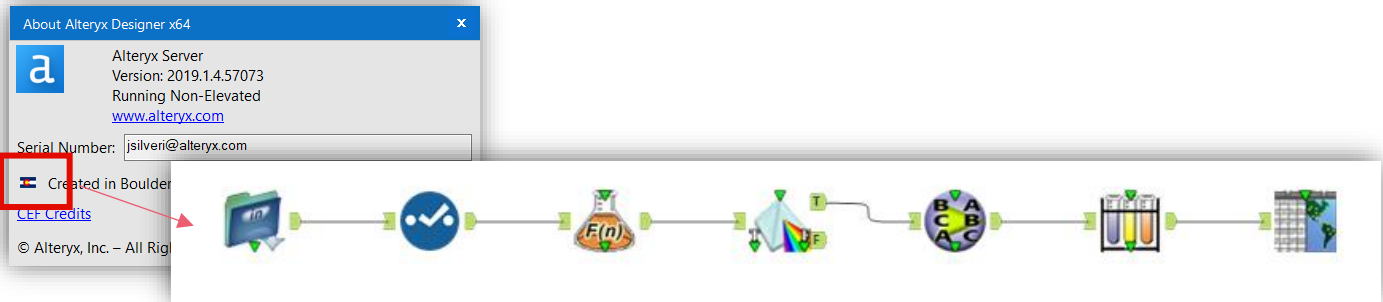 About Alteryx Designer x64
x
a
Alteryx Server
Version: 2019.1.4.57073
Running Non-Elevated
www.alteryx.com
Serial Number: jsilveri@alteryx.com
Created in Boulder
CEF Credits
© Alteryx, Inc. – All Rig
in
F(n)
T
F
B A
C B
A C